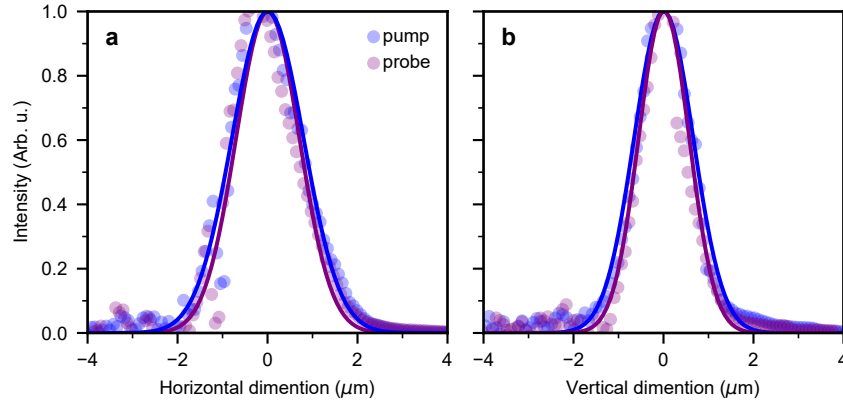 a
pump
probe
Intensity (Arb. u.)
1.0
0.8
0.6
0.4
0.2
0.0
−4
−2
0
2
4
Horizontal dimention (μm)
b
−4
−2
0
2
4
Vertical dimention (μm)